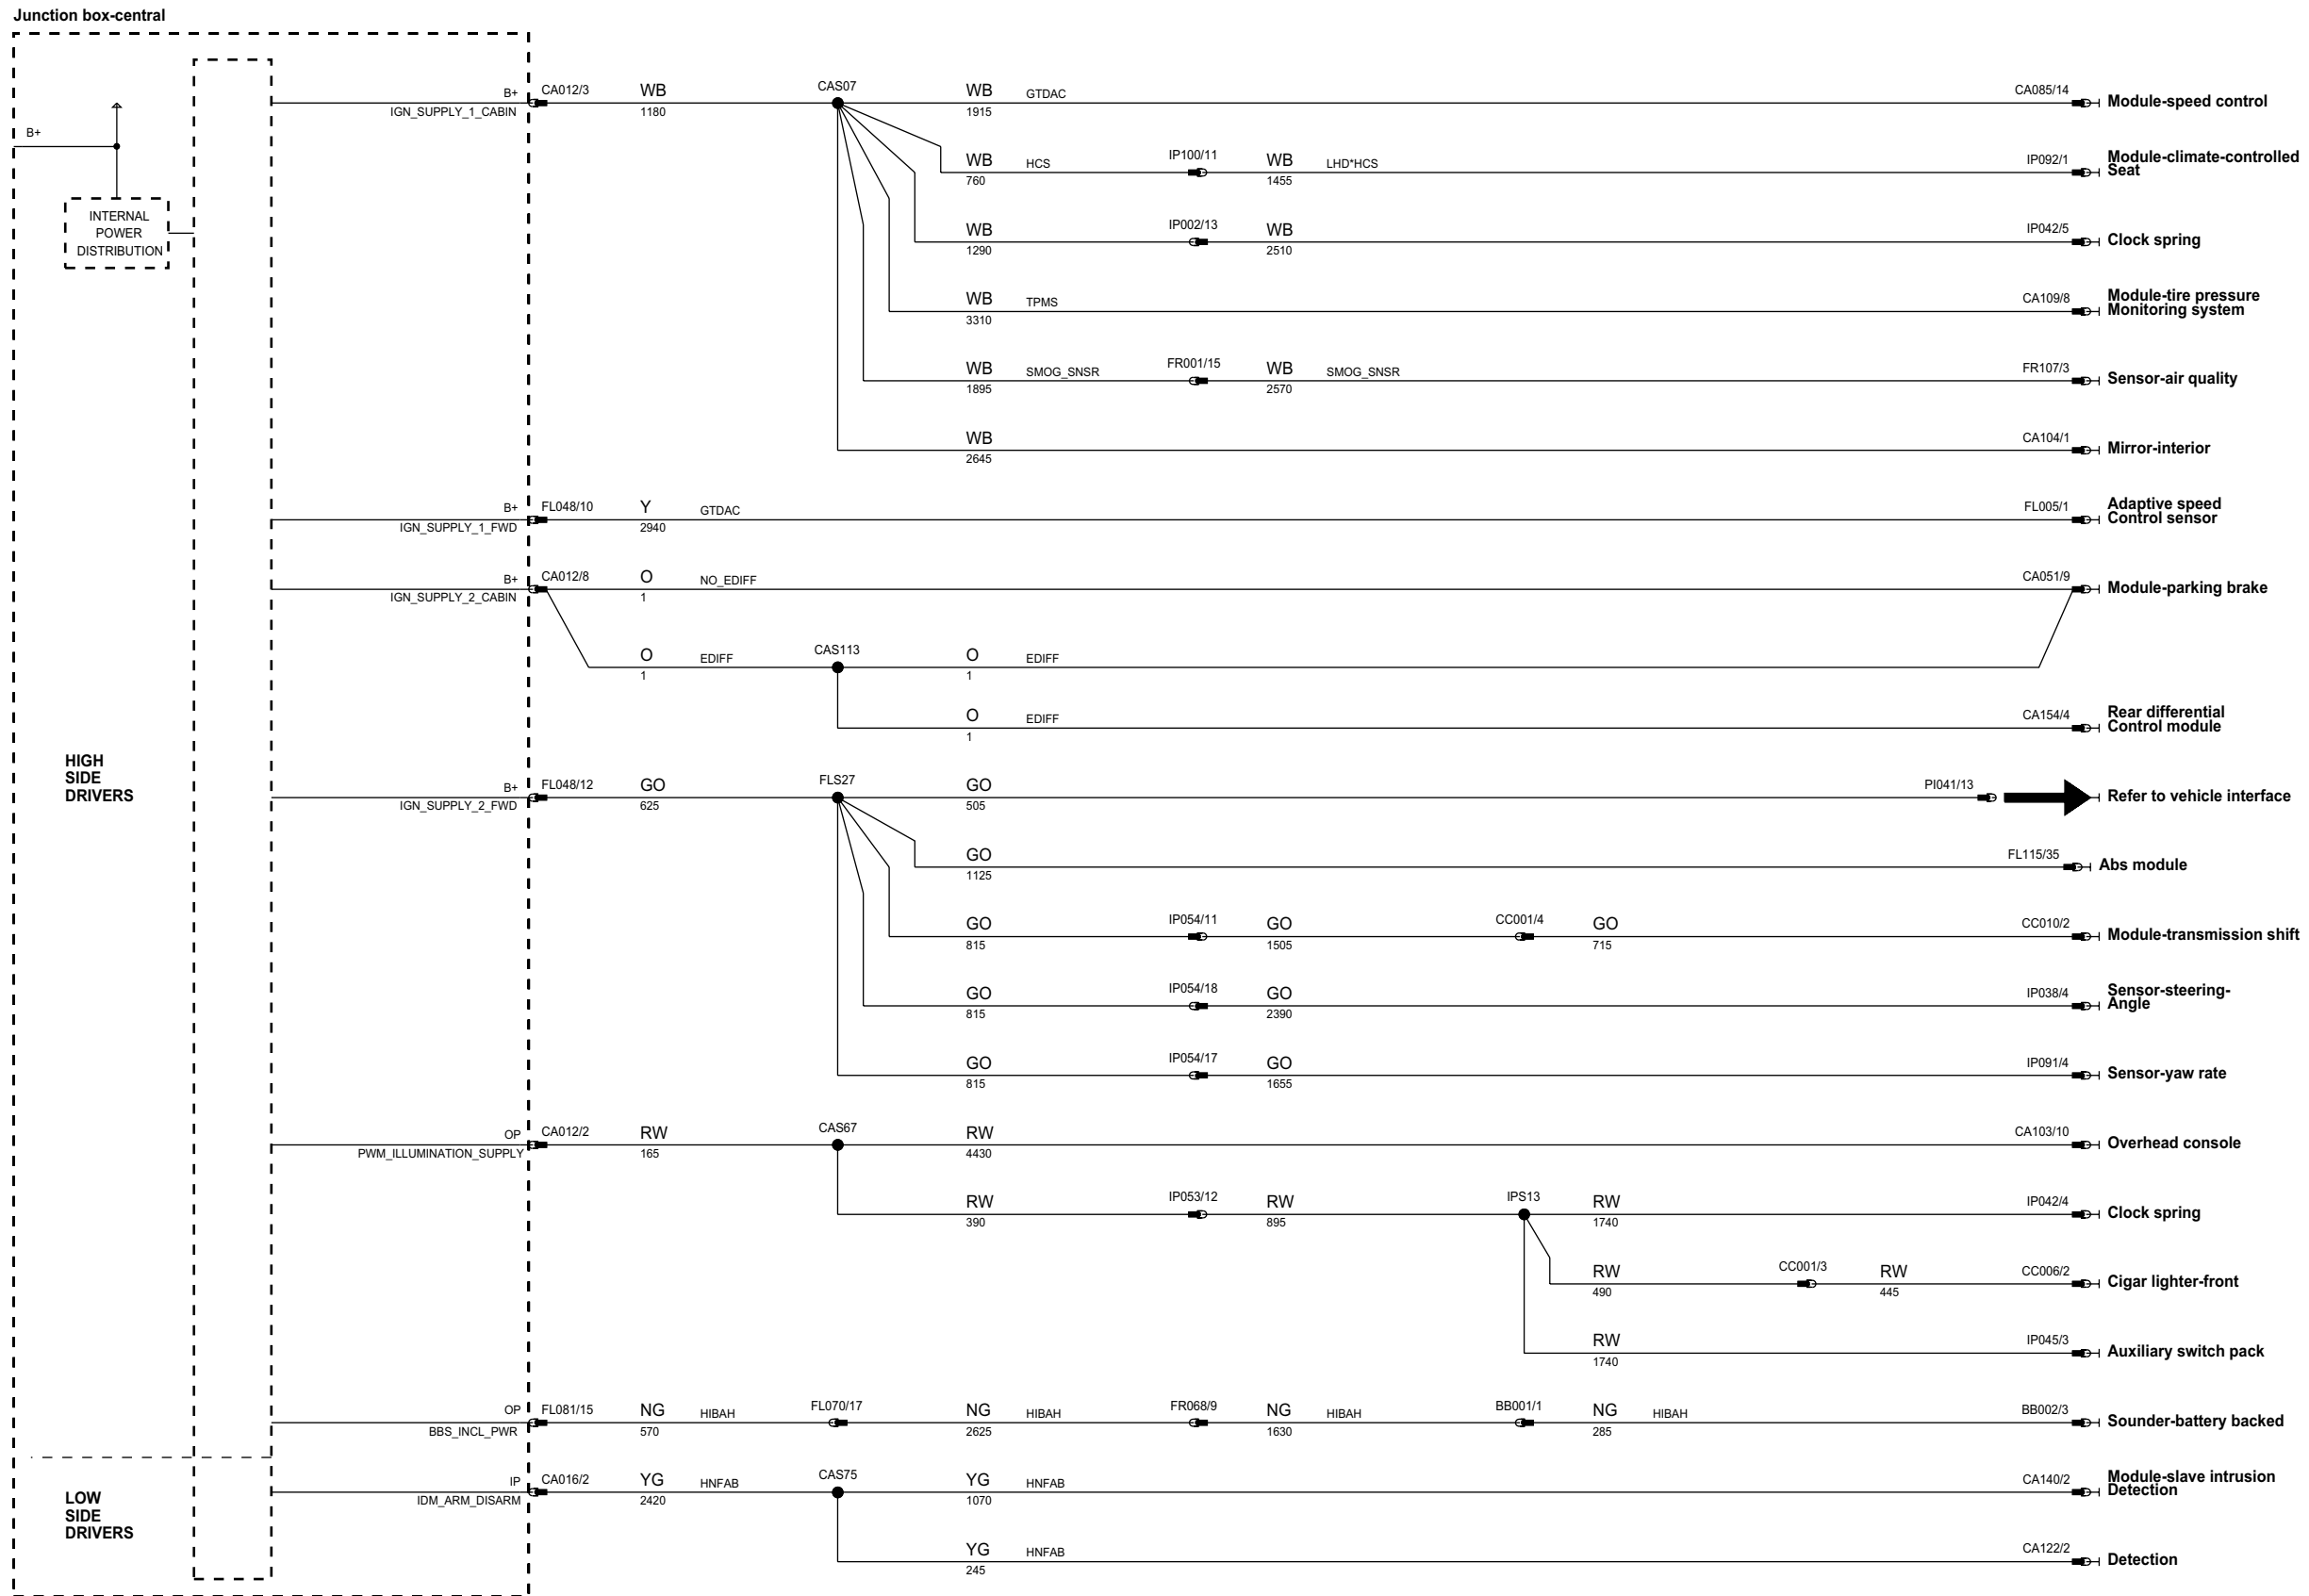 Junction box-central
B+
INTERNAL
POWER
DISTRIBUTION
HIGH
SIDE
DRIVERS
LOW
SIDE
DRIVERS
B+ CA012/3 WB CAS07 WB GTDAC CA085/14 Module-speed control
IGN_SUPPLY_1_CABIN 1180 1915
WB HCS IP100/11 WB LHD*HCS IP092/1 Module-climate-controlled
Seat
760 1455
WB IP002/13 WB IP042/5 Clock spring
1290 2510
WB TPMS CA109/8 Module-tire pressure
Monitoring system
3310
WB SMOG_SNSR FR001/15 WB SMOG_SNSR FR107/3 Sensor-air quality
1895 2570
WB CA104/1 Mirror-interior
2645
B+ FL048/10 Y GTDAC FL005/1 Adaptive speed
Control sensor
IGN_SUPPLY_1_FWD 2940
B+ CA012/8 O NO_EDIFF CA051/9 Module-parking brake
IGN_SUPPLY_2_CABIN 1
O EDIFF CAS113 O EDIFF
1 1
O EDIFF CA154/4 Rear differential
Control module
1
B+ FL048/12 GO FLS27 GO PI041/13 Refer to vehicle interface
IGN_SUPPLY_2_FWD 625 505
GO FL115/35 Abs module
1125
GO IP054/11 GO CC001/4 GO CC010/2 Module-transmission shift
815 1505 715
GO IP054/18 GO IP038/4 Sensor-steering-
Angle
815 2390
GO IP054/17 GO IP091/4 Sensor-yaw rate
815 1655
OP CA012/2 RW CAS67 RW CA103/10 Overhead console
PWM_ILLUMINATION_SUPPLY 165 4430
RW IP053/12 RW IPS13 RW IP042/4 Clock spring
390 895 1740
RW CC001/3 RW CC006/2 Cigar lighter-front
490 445
RW IP045/3 Auxiliary switch pack
1740
OP FL081/15 NG HIBAH FL070/17 NG HIBAH FR068/9 NG HIBAH BB001/1 NG HIBAH BB002/3 Sounder-battery backed
BBS_INCL_PWR 570 2625 1630 285
IP CA016/2 YG HNFAB CAS75 YG HNFAB CA140/2 Module-slave intrusion
Detection
IDM_ARM_DISARM 2420 1070
YG HNFAB CA122/2 Detection
245